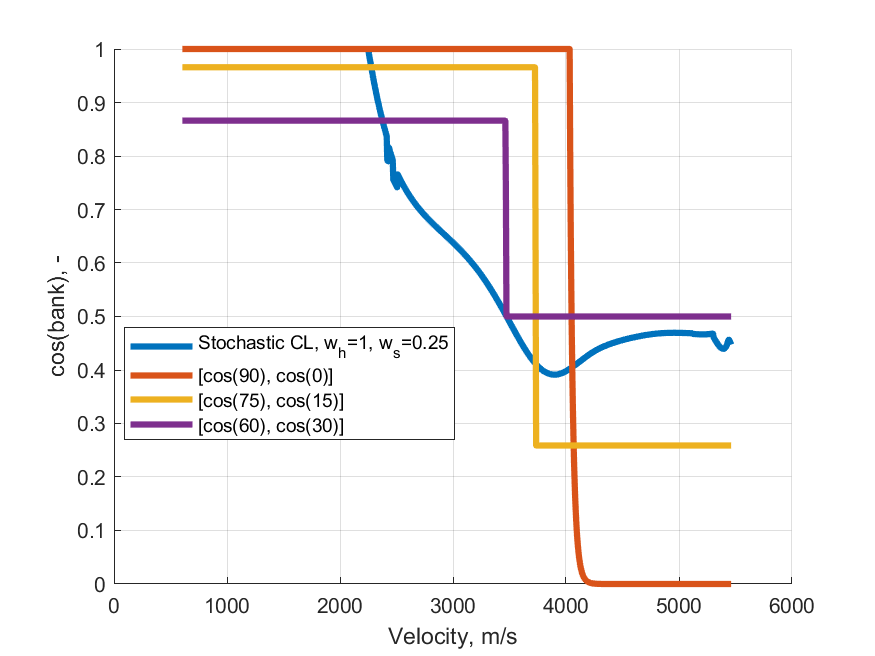 1
0.9
0.8
0.7
0.6
0.5
0.4
0.3
0.2
0.1
0
cos(bank), -
Stochastic CL, w_h=1, w_s=0.25
[cos(90), cos(0)]
[cos(75), cos(15)]
[cos(60), cos(30)]
0 1000 2000 3000 4000 5000 6000
Velocity, m/s